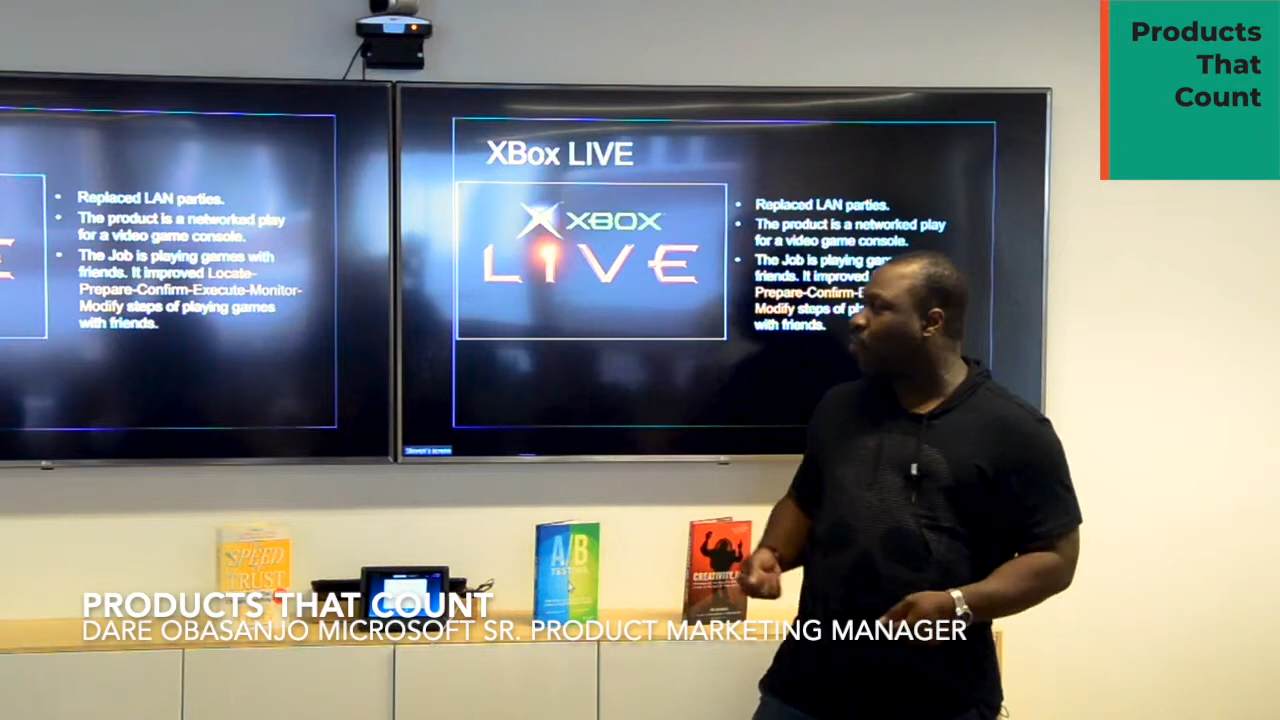 Products
That
Count
Replaced LAN parties.
The product is a networked play
for a video game console.
The Job is playing games with
friends. It improved Locate-
Prepare-Confirm-Execute-Monitor-
Modify steps of playing games
with friends.
XBox LIVE
XBOX
LIVE
Replaced LAN parties.
The product is a networked play
for a video game console.
The Job is playing
friends. It improved
Prepare-Confirm-
Modify steps of
with friends.
SPEED
TRUST
A/B
TESTING
CREATIVITY,
PRODUCTS THAT COUNT
DARE OBASANJO MICROSOFT SR. PRODUCT MARKETING MANAGER